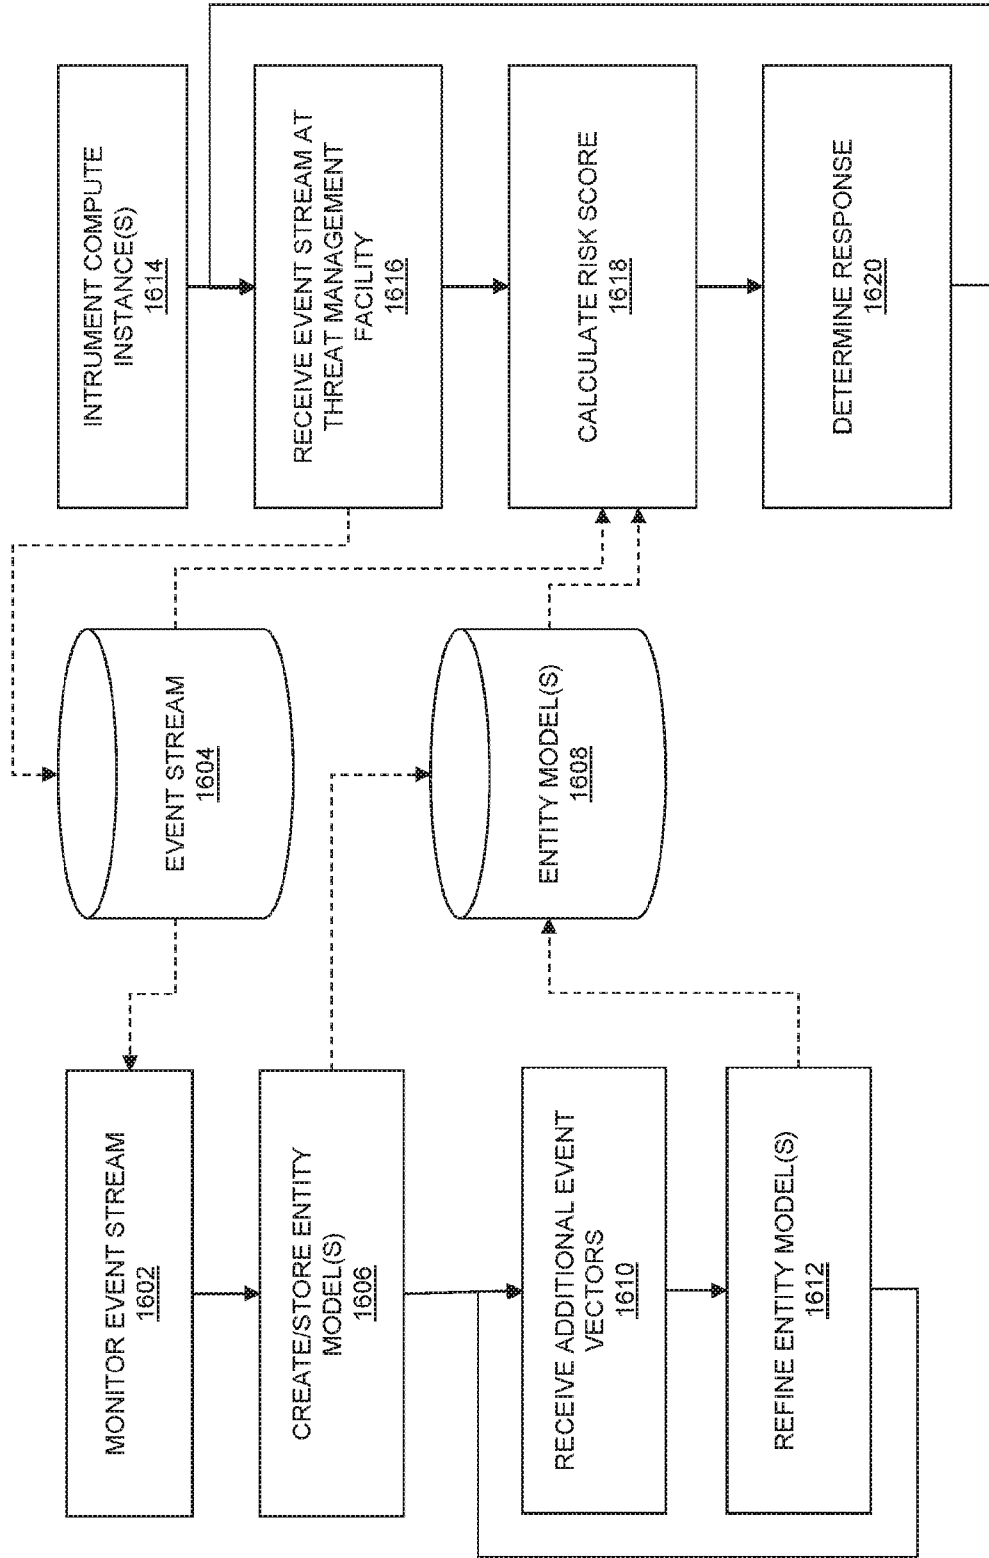 MONITOR EVENT STREAM
1602
CREATE/STORE ENTITY
MODEL(S)
1606
RECEIVE ADDITIONAL EVENT
VECTORS
1610
REFINE ENTITY MODEL(S)
1612
EVENT STREAM
1604
ENTITY MODEL(S)
1608
INTRUMENT COMPUTE
INSTANCE(S)
1614
RECEIVE EVENT STREAM AT
THREAT MANAGEMENT
FACILITY
1616
CALCULATE RISK SCORE
1618
DETERMINE RESPONSE
1620